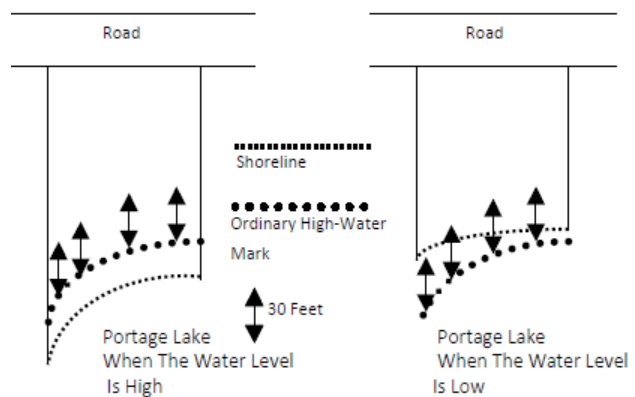 Road
Road
Shoreline
Ordinary High-Water
Mark
30 Feet
Portage Lake
When The Water Level
Is High
Portage Lake
When The Water Level
Is Low